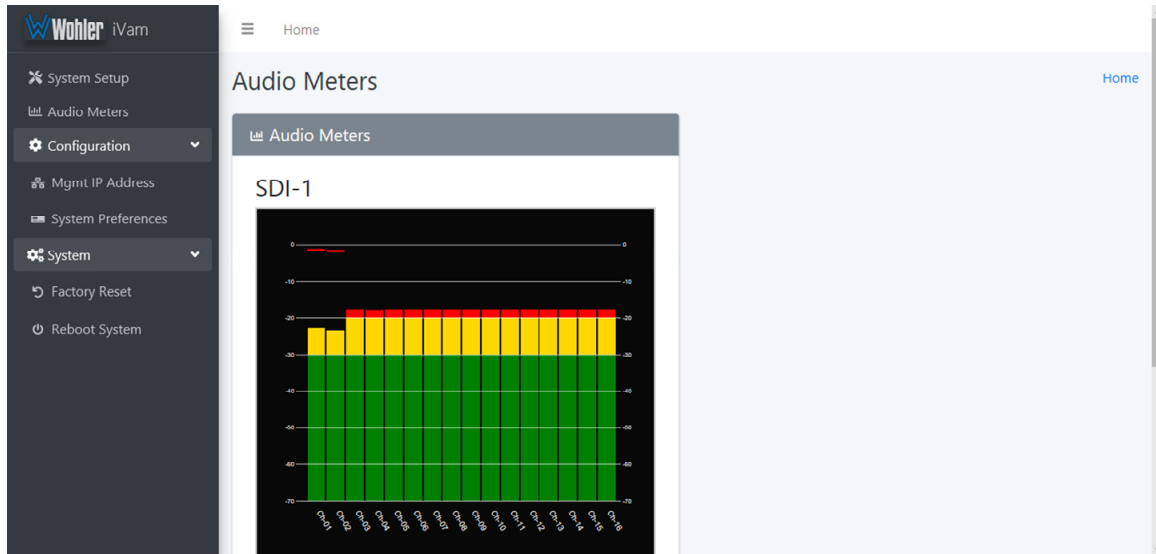 Wohler iVam
System Setup
Audio Meters
Configuration
Mgmt IP Address
System Preferences
System
Factory Reset
Reboot System
Home
Audio Meters
Home
Audio Meters
SDI-1
0 0
-10 -10
-20 -20
-30 -30
-40 -40
-50 -50
-60 -60
-70 -70
Ch-01 Ch-02 Ch-03 Ch-04 Ch-05 Ch-06 Ch-07 Ch-08 Ch-09 Ch-10 Ch-11 Ch-12 Ch-13 Ch-14 Ch-15 Ch-16